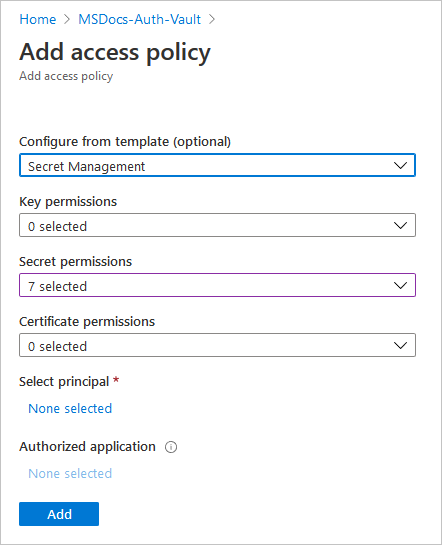 Home > MSDocs-Auth-Vault >
Add access policy
Add access policy
Configure from template (optional)
Secret Management
Key permissions
0 selected
Secret permissions
7 selected
Certificate permissions
0 selected
Select principal *
None selected
Authorized application
None selected
Add